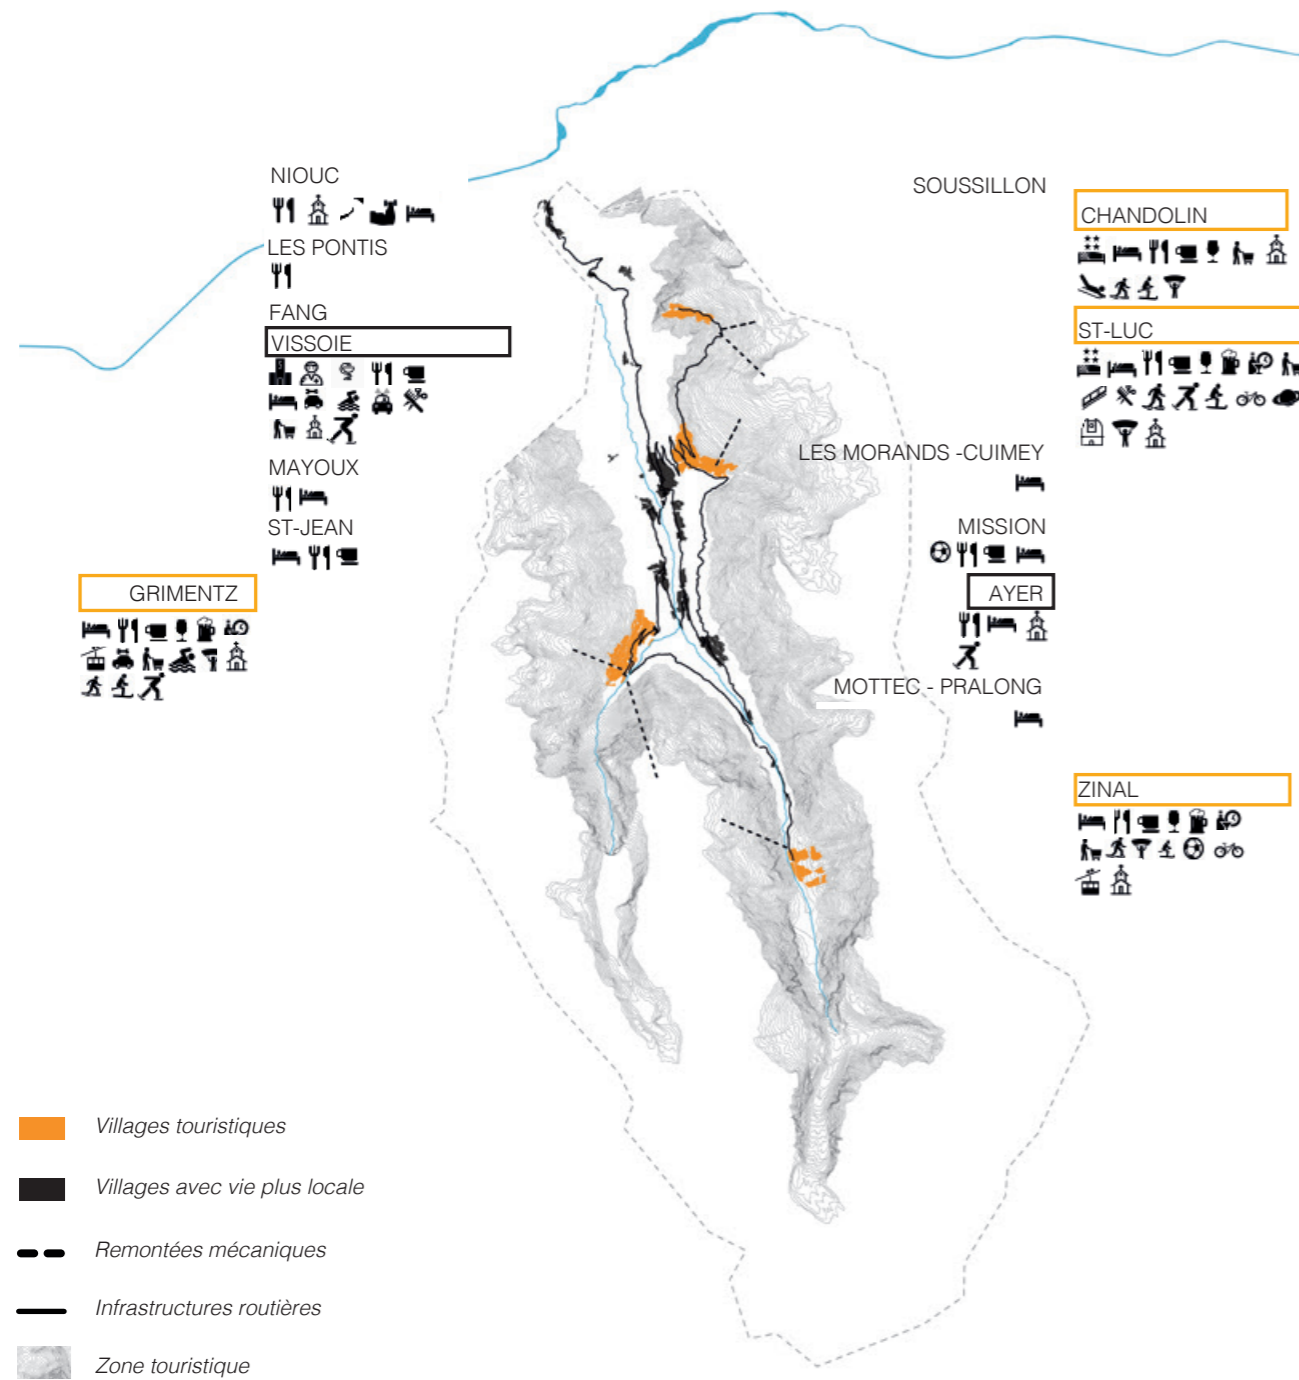 NIOUC
LES PONTIS
FANG
VISSOIE
MAYOUX
ST-JEAN
GRIMENTZ
SOUSSILLON
CHANDOLIN
ST-LUC
LES MORANDS -CUIMEY
MISSION
AYER
MOTTEC - PRALONG
ZINAL
Villages touristiques
Villages avec vie plus locale
Remontées mécaniques
Infrastructures routières
Zone touristique